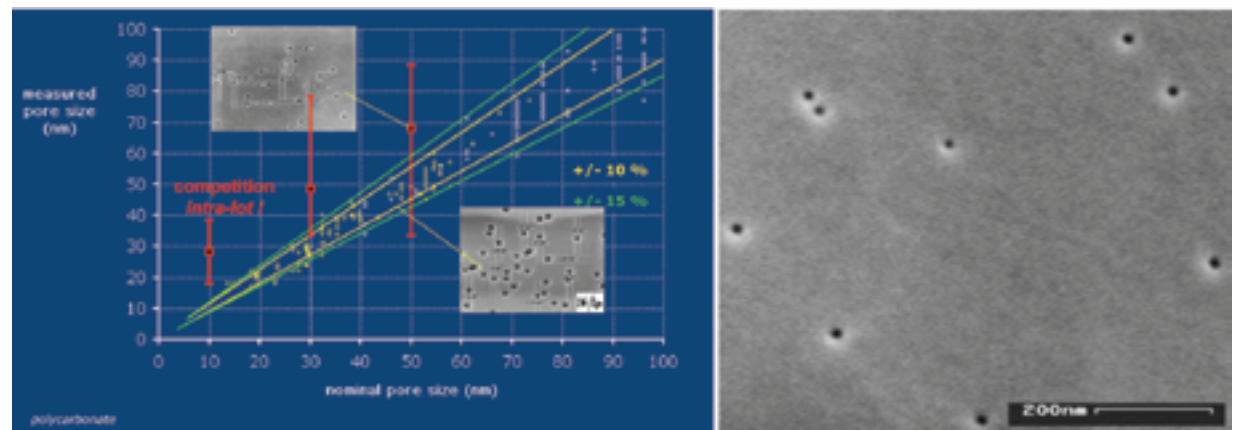 100
90
80
70
60
50
40
30
20
10
0
measured
pore size
(nm)
competition
intra-lot !
+/- 10 %
+/- 15 %
0 10 20 30 40 50 60 70 80 90 100
nominal pore size (nm)
polycarbonate
200nm